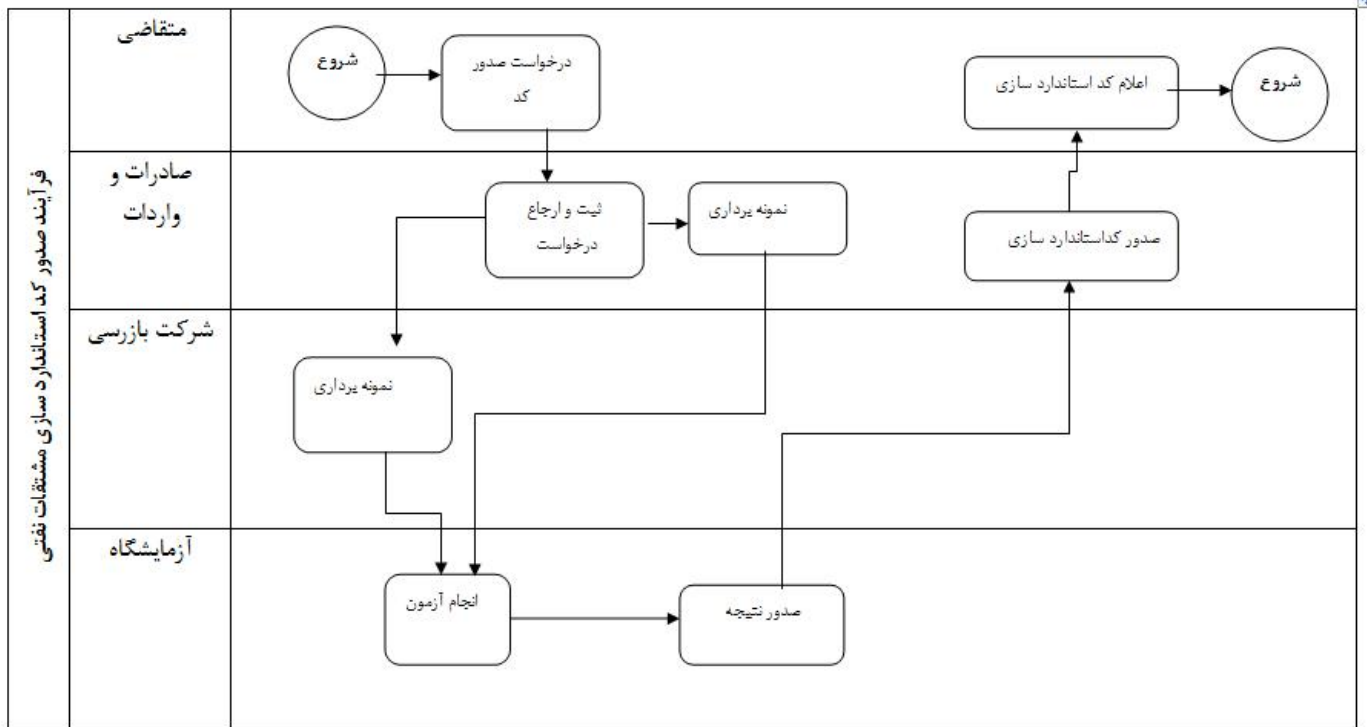 فرآیند صدور کد استاندارد سازی مشتقات نفتی
متقاضی
شروع
درخواست صدور
کد
اعلام کد استاندارد سازی
شروع
صادرات و
واردات
ثبت و ارجاع
درخواست
نمونه برداری
صدور کداستاندارد سازی
شرکت بازرسی
نمونه برداری
آزمایشگاه
انجام آزمون
صدور نتیجه